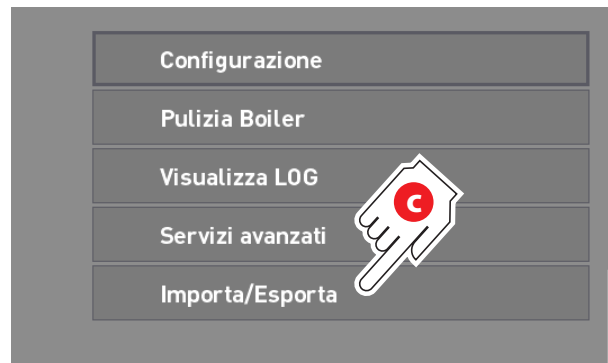 Configurazione
Pulizia Boiler
Visualizza LOG
C
Servizi avanzati
Importa/Esporta